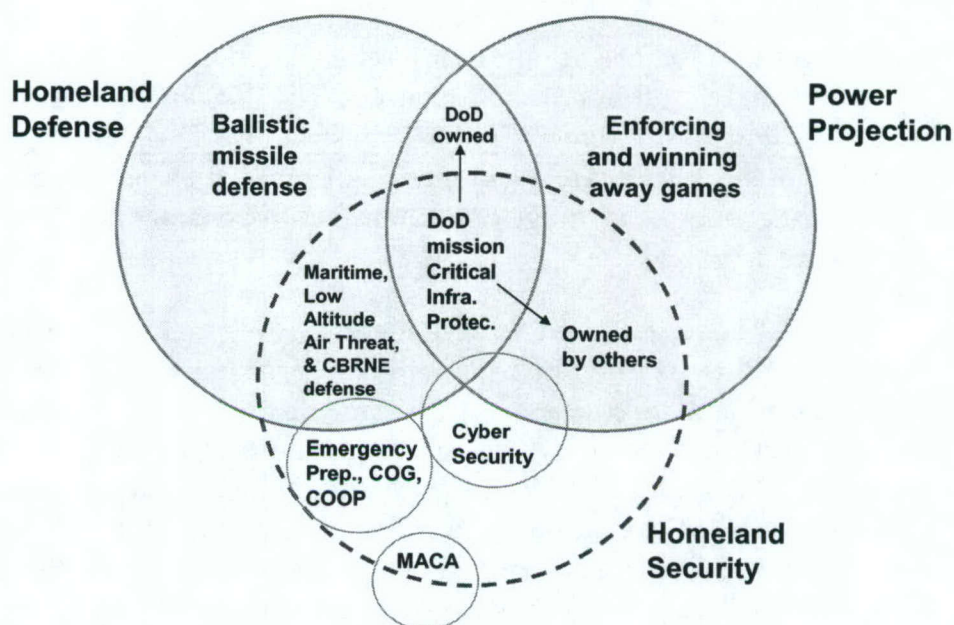 Homeland
Defense
Power
Projection
Ballistic
missile
defense
DoD
owned
Enforcing
and winning
away games
DoD
mission
Critical
Infra.
Protec.
Maritime,
Low
Altitude
Air Threat,
& CBRNE
defense
Owned
by others
Emergency
Prep., COG,
COOP
Cyber
Security
MACA
Homeland
Security